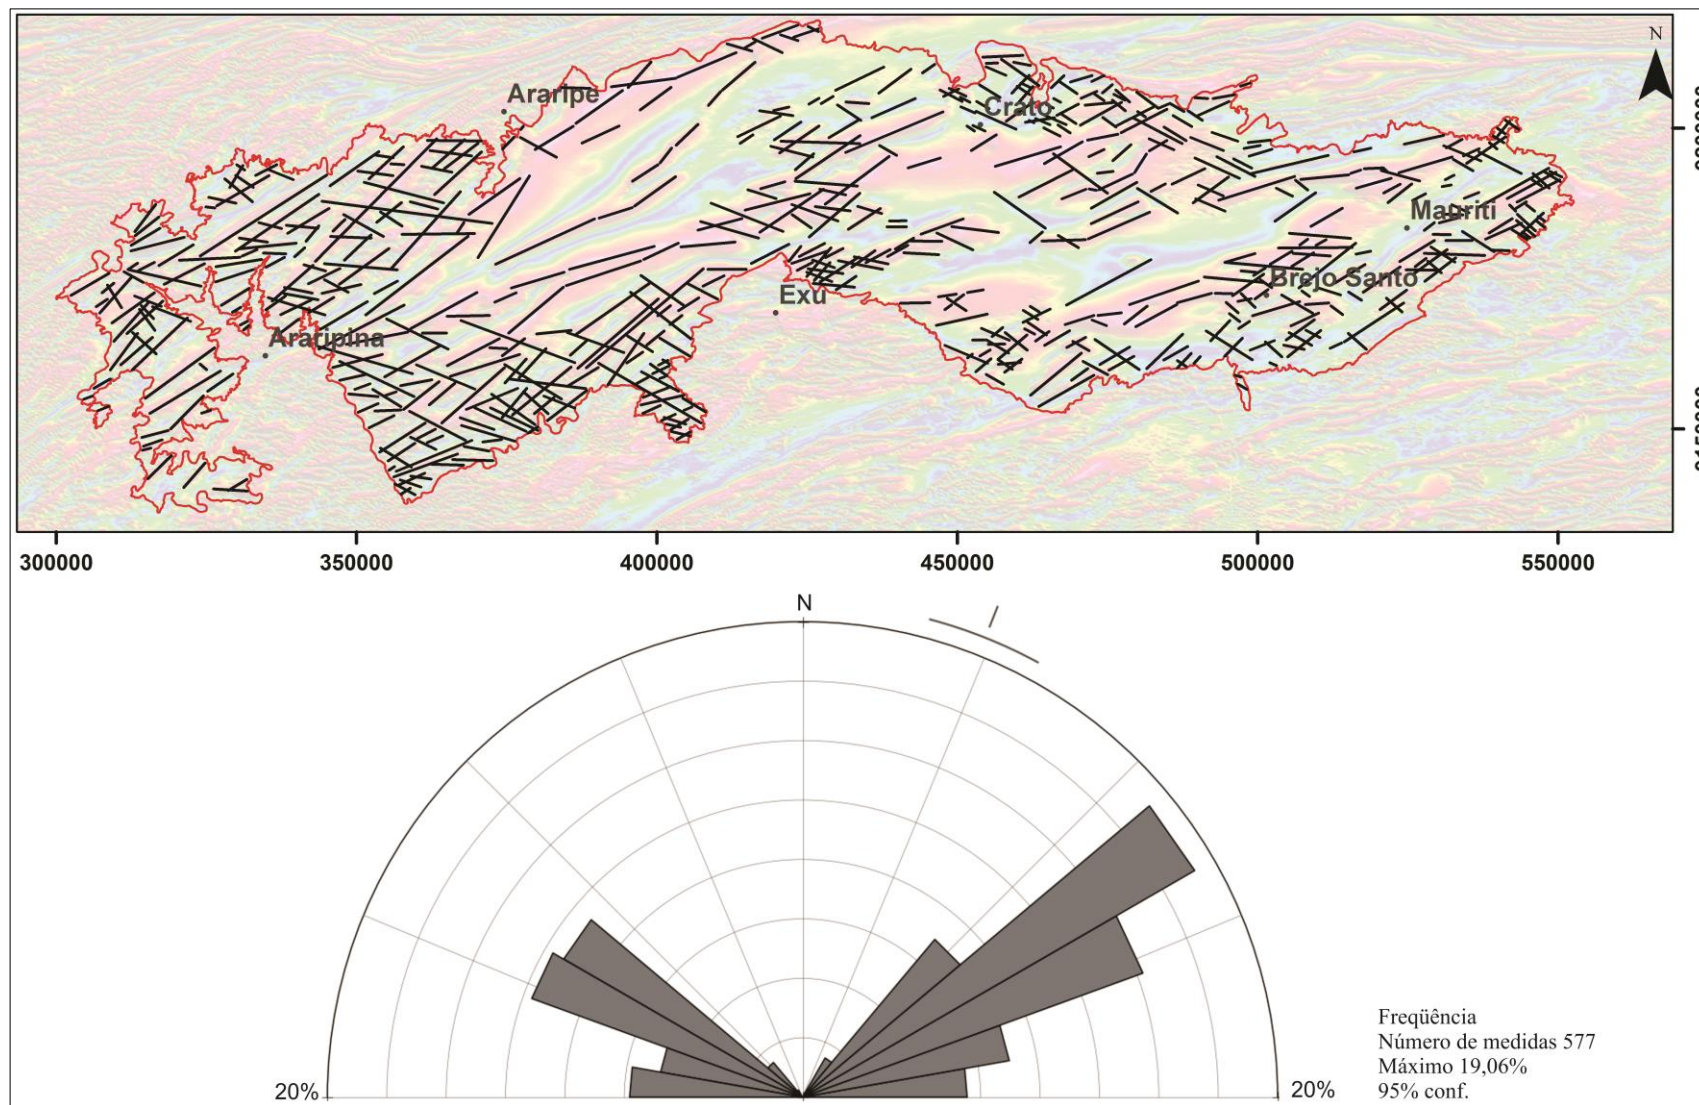 N
Araripe
Crato
Mauriti
Brejo Santo
Exu
Araripina
300000
350000
400000
450000
500000
550000
N
20%
20%
Freqüência
Número de medidas 577
Máximo 19,06%
95% conf.